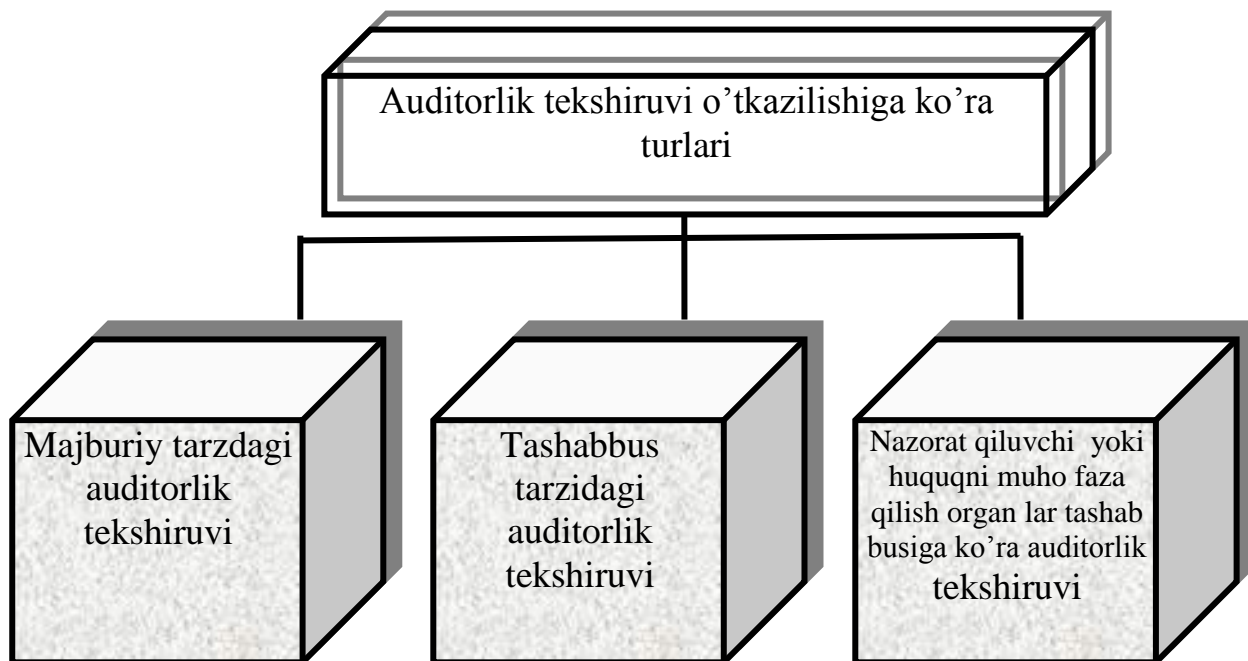 Auditorlik tekshiruvi o’tkazilishiga ko’ra
turlari
Majburiy tarzdagi
auditorlik
tekshiruvi
Tashabbus
tarzidagi
auditorlik
tekshiruvi
Nazorat qiluvchi yoki
huquqni muho faza
qilish organ lar tashab
busiga ko’ra auditorlik
tekshiruvi